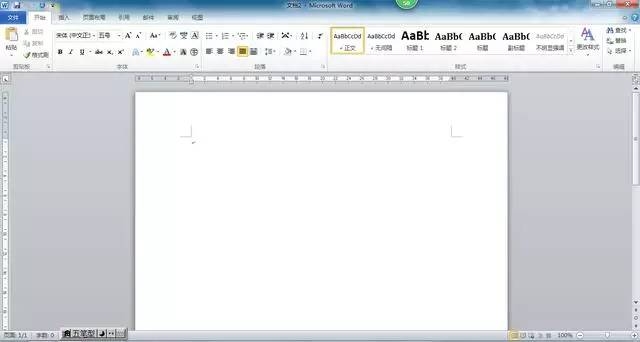 文档2 - Microsoft Word
50
文件 开始 插入 页面布局 引用 邮件 审阅 视图
粘贴 剪切 复制 格式刷
宋体 (中文正 五号
AaBbCcDd AaBbCcDd AaBb AaBbC AaBbC AaBbC AaBbCcDd
正文 无间隔 标题 1 标题 2 标题 副标题 不明显强调
更改样式
查找 替换 选择
剪贴板 字体 段落 样式 编辑
页面: 1/1 字数: 0 五笔型 100%